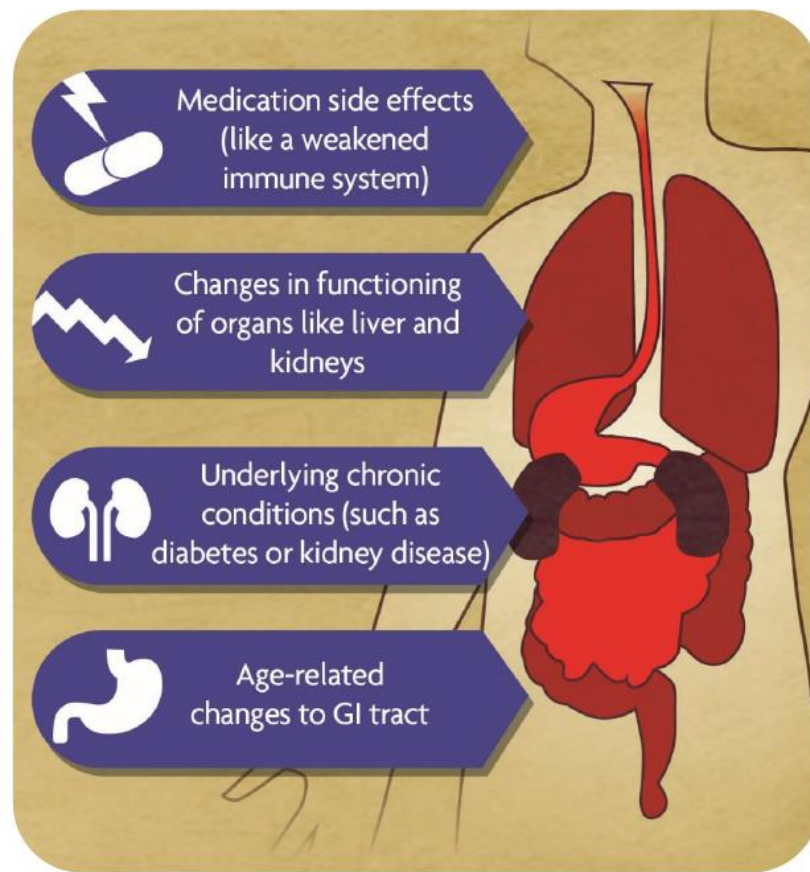 Medication side effects
(like a weakened
immune system)
Changes in functioning
of organs like liver and
kidneys
Underlying chronic
conditions (such as
diabetes or kidney disease)
Age-related
changes to GI tract